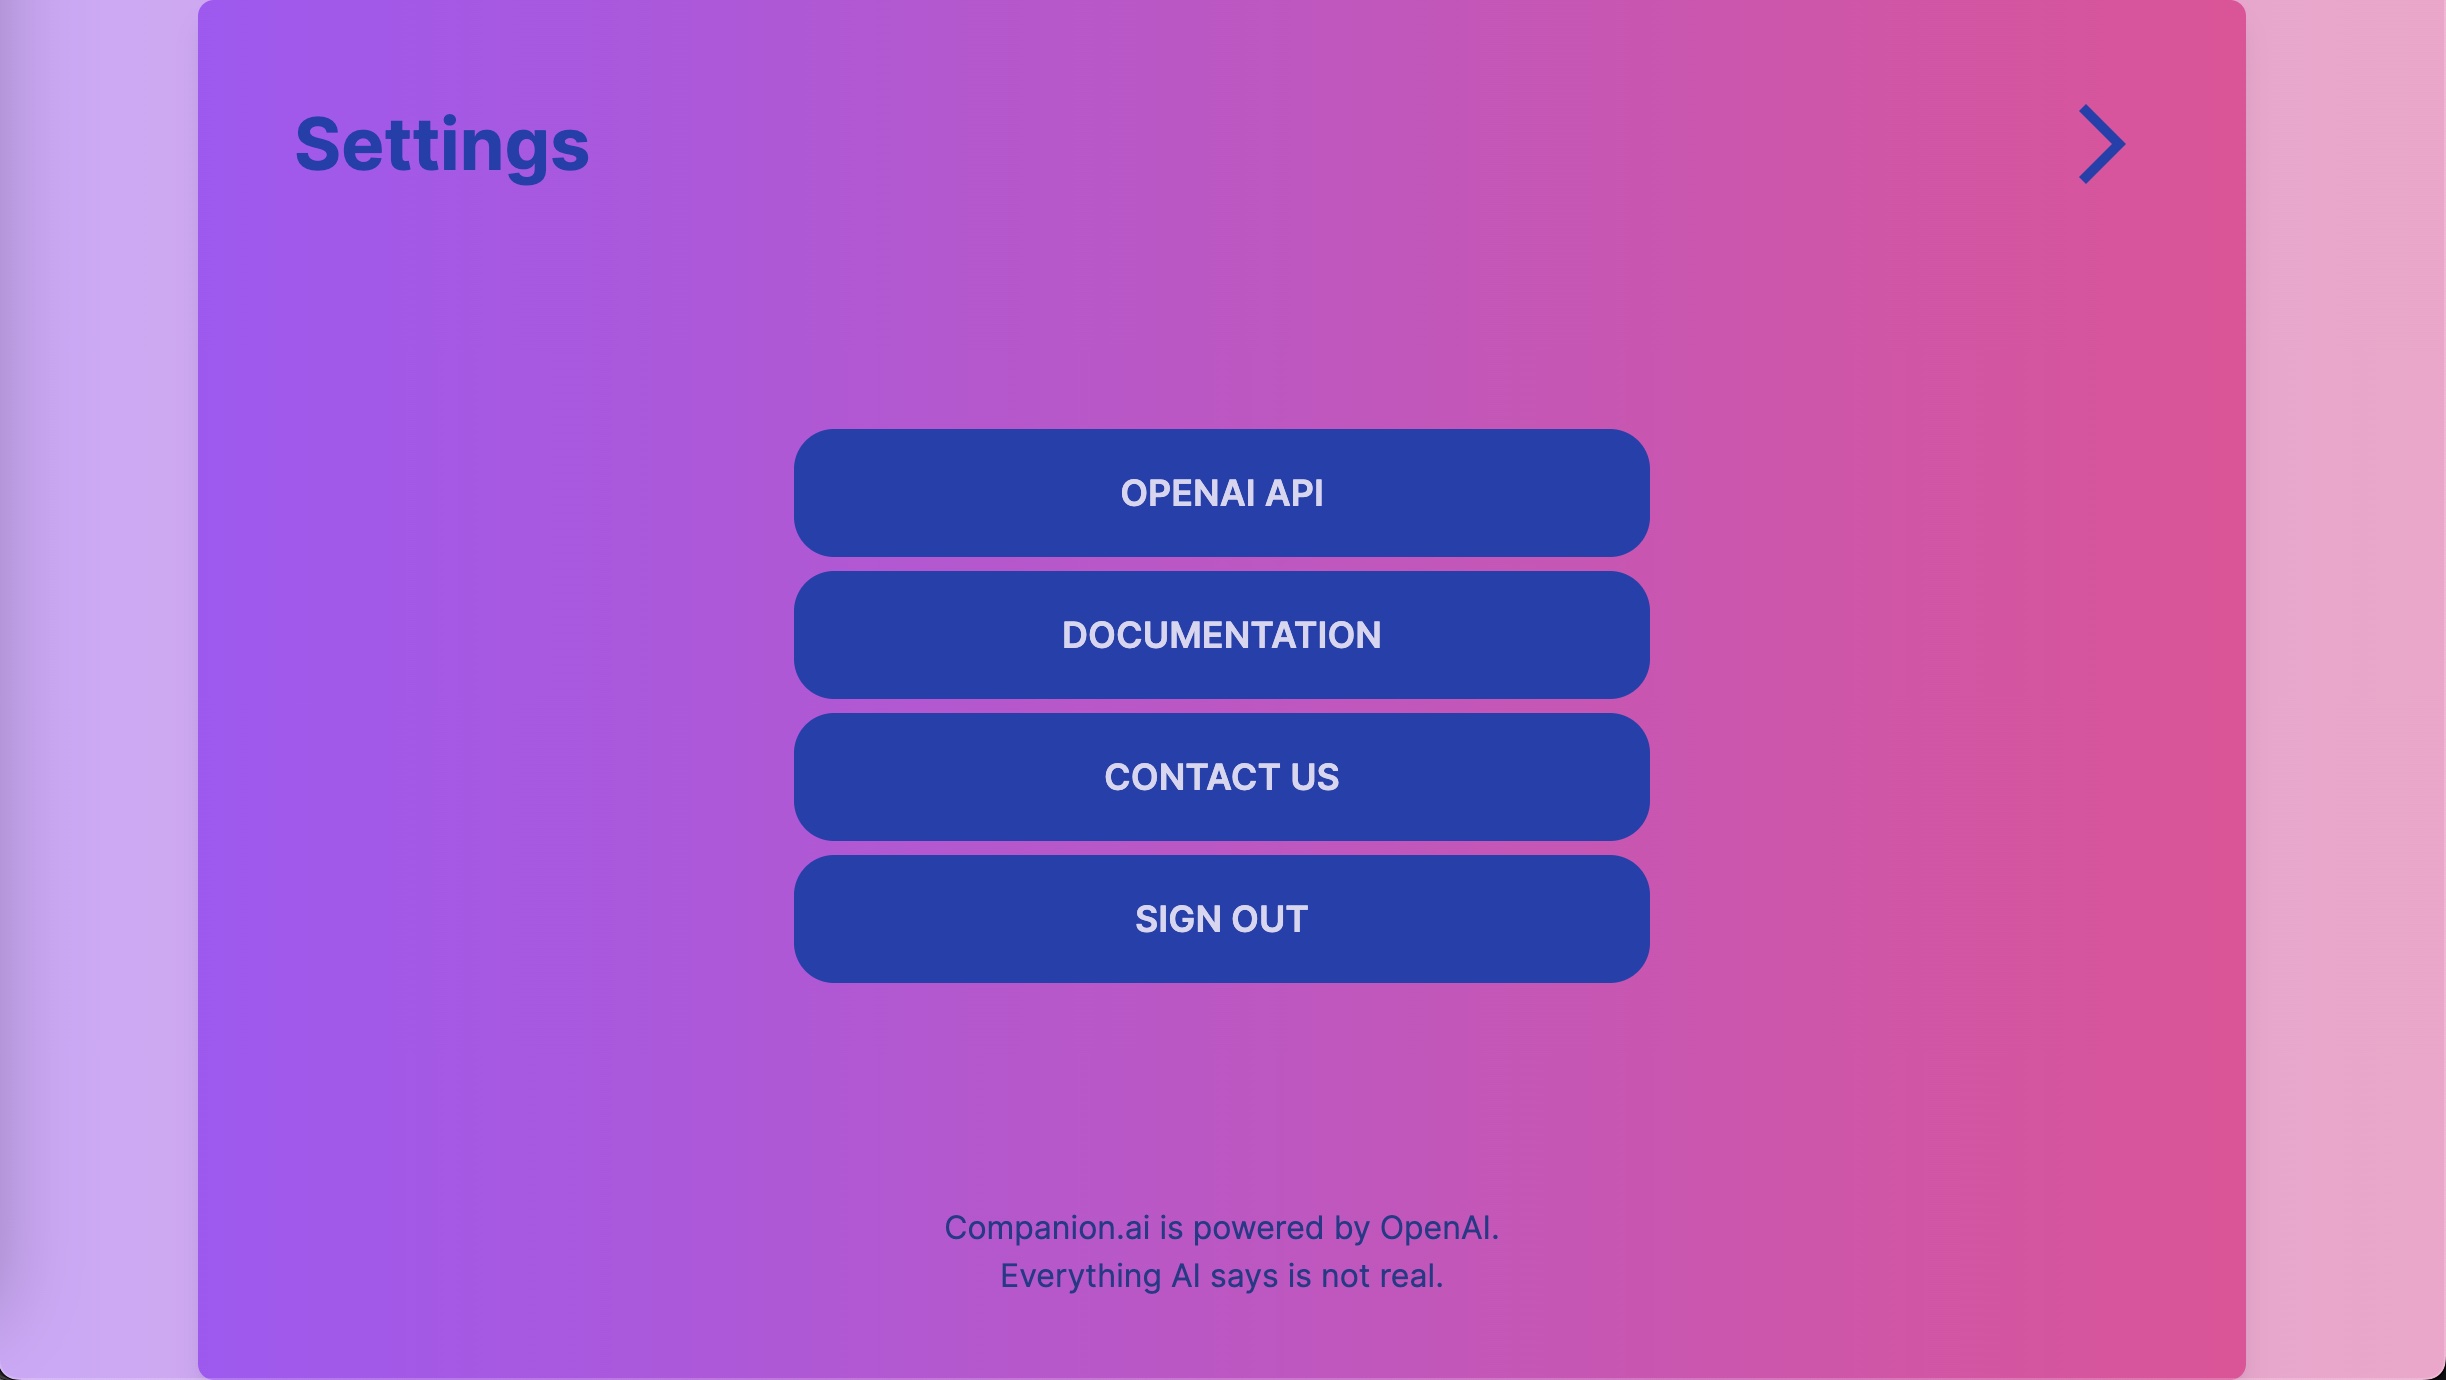 Settings
OPENAI API
DOCUMENTATION
CONTACT US
SIGN OUT
Companion.ai is powered by OpenAI.
Everything AI says is not real.